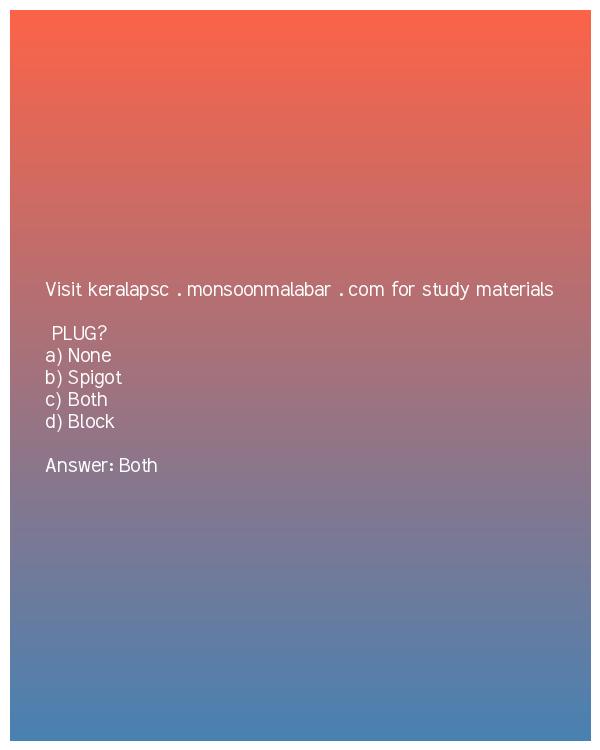 Visit keralapsc .monsoonmalabar .com for study materials
PLUG?
a) None
b) Spigot
c) Both
d) Block
Answer: Both